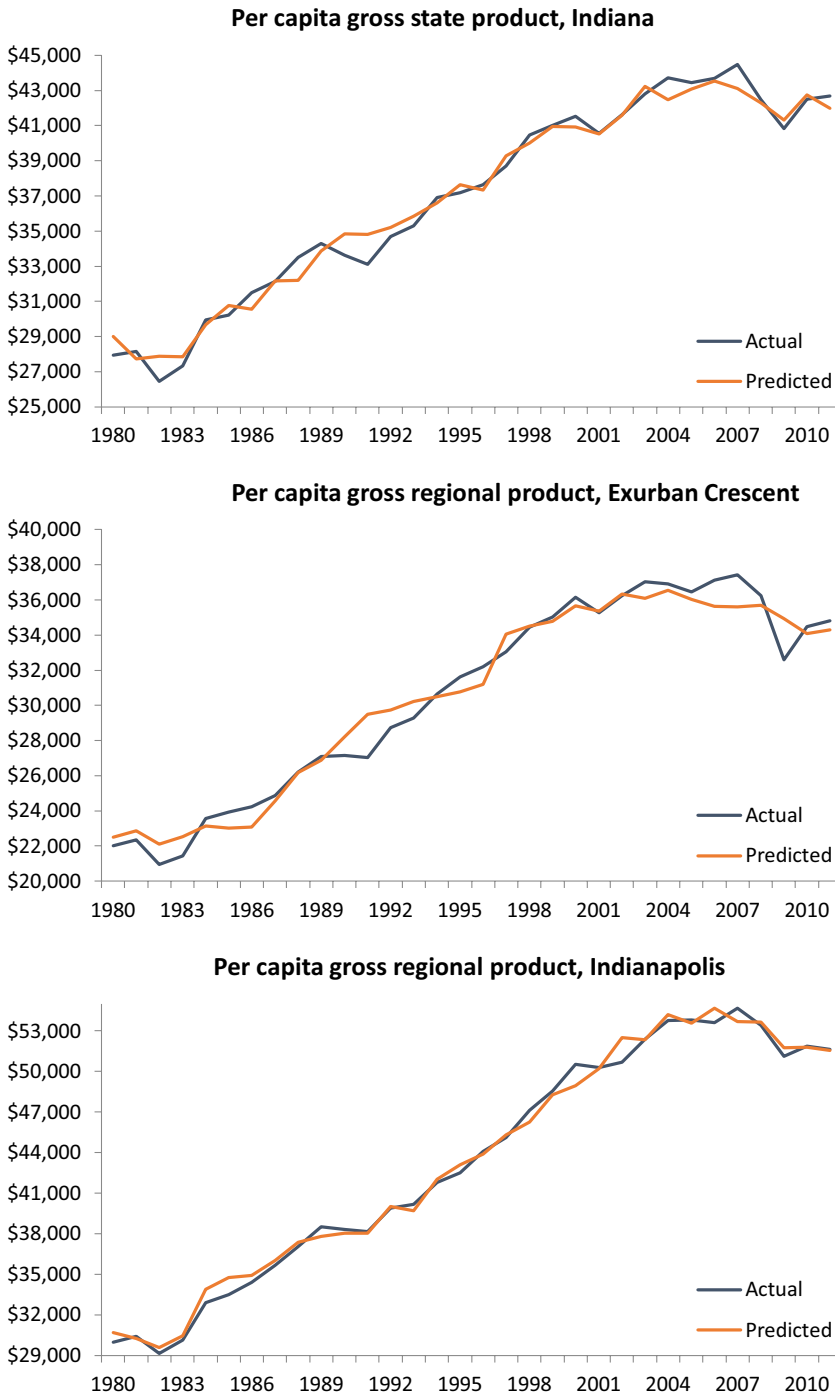 Per capita gross state product, Indiana
$45,000
$43,000
$41,000
$39,000
$37,000
$35,000
$33,000
$31,000
$29,000
$27,000
$25,000
Actual
Predicted
1980 1983 1986 1989 1992 1995 1998 2001 2004 2007 2010
Per capita gross regional product, Exurban Crescent
$40,000
$38,000
$36,000
$34,000
$32,000
$30,000
$28,000
$26,000
$24,000
$22,000
$20,000
Actual
Predicted
1980 1983 1986 1989 1992 1995 1998 2001 2004 2007 2010
Per capita gross regional product, Indianapolis
$53,000
$50,000
$47,000
$44,000
$41,000
$38,000
$35,000
$32,000
$29,000
Actual
Predicted
1980 1983 1986 1989 1992 1995 1998 2001 2004 2007 2010